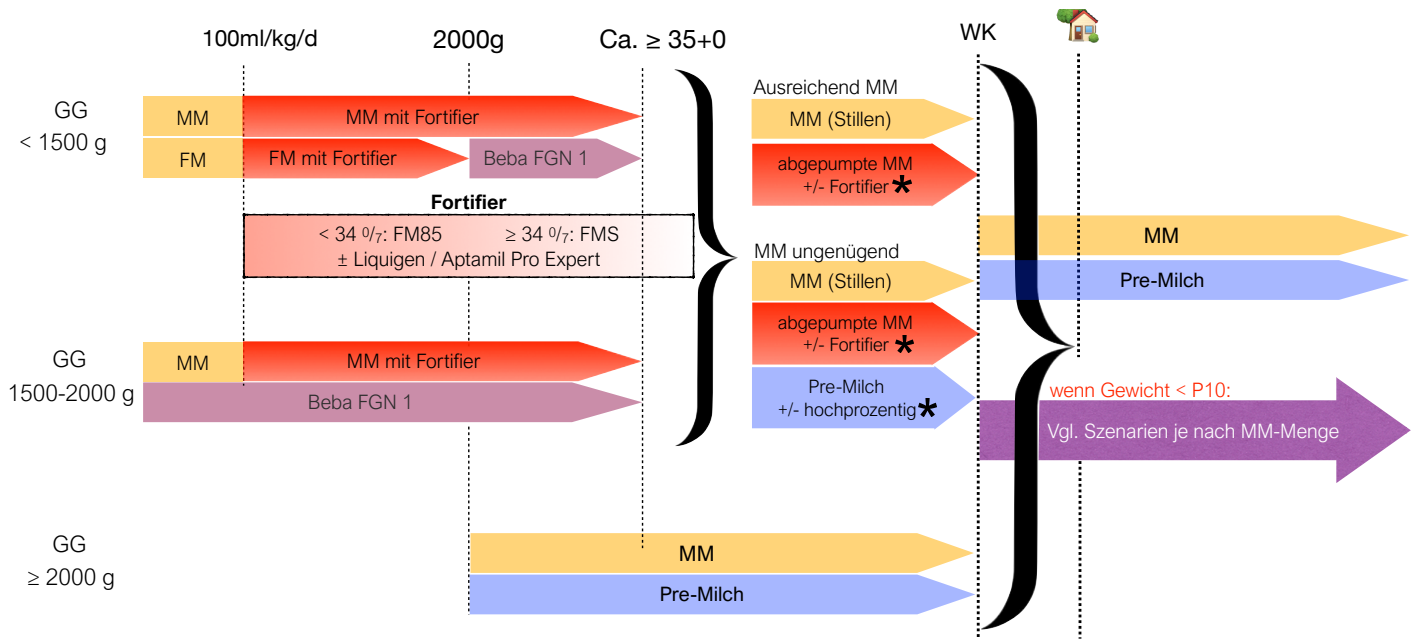 100ml/kg/d
2000g
Ca. ≥ 35+0
WK
GG
< 1500 g
MM
MM mit Fortifier
FM
FM mit Fortifier
Beba FGN 1
Fortifier
< 34 0/7: FM85 ≥ 34 0/7: FMS
± Liquigen / Aptamil Pro Expert
Ausreichend MM
MM (Stillen)
abgepumpte MM
+/- Fortifier *
MM ungenügend
MM (Stillen)
abgepumpte MM
+/- Fortifier *
Pre-Milch
+/- hochprozentig *
MM
Pre-Milch
wenn Gewicht < P10:
Vgl. Szenarien je nach MM-Menge
GG
1500-2000 g
MM
MM mit Fortifier
Beba FGN 1
GG
≥ 2000 g
MM
Pre-Milch